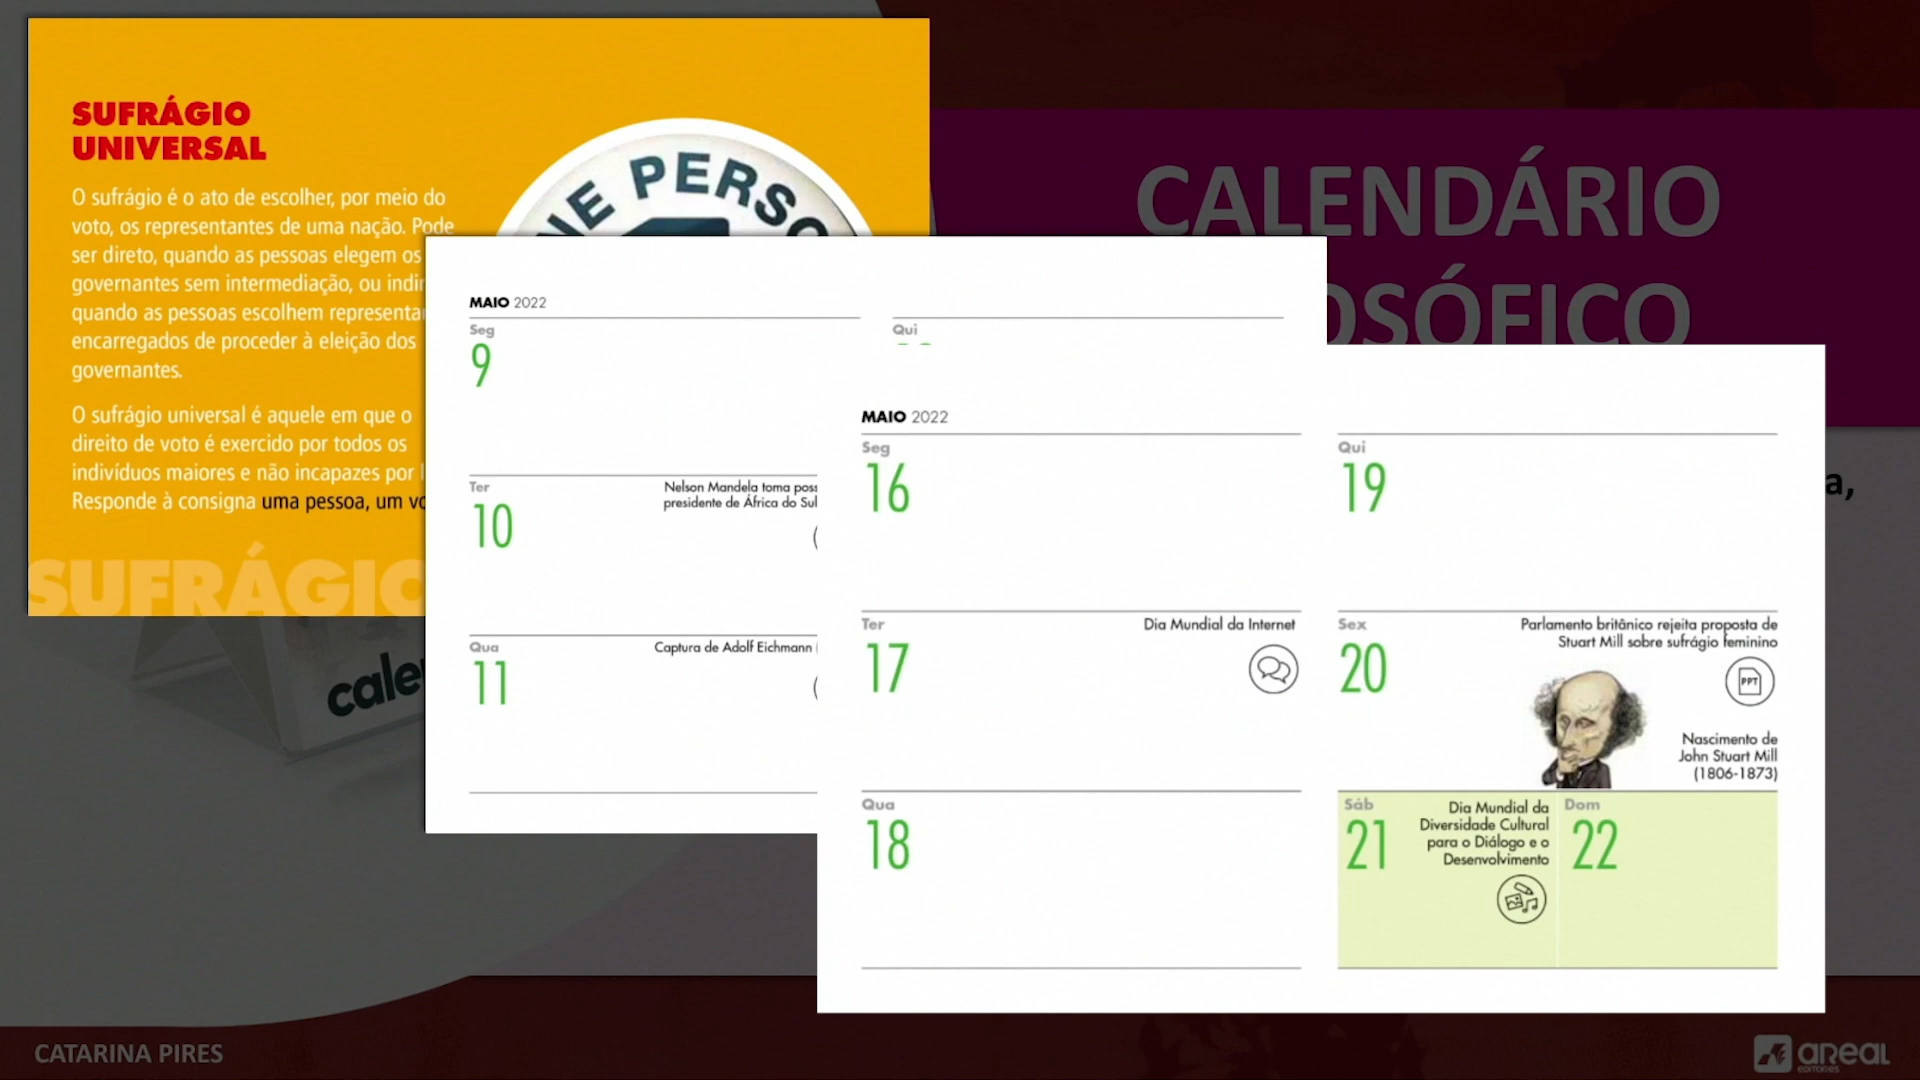 SUFRÁGIO
UNIVERSAL
O sufrágio é o ato de escolher, por meio do
voto, os representantes de uma nação. Pode
ser direto, quando as pessoas elegem os
governantes sem intermediação, ou
quando as pessoas escolhem
encarregados de proceder à eleição dos
governantes.
O sufrágio universal é aquele em que o
direito de voto é exercido por todos os
indivíduos maiores e não incapazes por
Responde à consigna uma pessoa, um
SUFRÁGIO
NE PERSO
CALENDÁRIO
OSÓFICO
a,
cale
MAIO 2022
Seg
9
Ter
10
Nelson Mandela toma
presidente de África do Sul
Qua
11
Captura de Adolf Eichmann
Qui
MAIO 2022
Seg
16
Ter
17
Dia Mundial da Internet
Qua
18
Qui
19
Sex
20
Parlamento britânico rejeita proposta de
Stuart Mill sobre sufrágio feminino
PPT
Nascimento de
John Stuart Mill
(1806-1873)
Sáb
21
Dia Mundial da
Diversidade Cultural
para o Diálogo e o
Desenvolvimento
Dom
22
CATARINA PIRES
areal
EDITORES